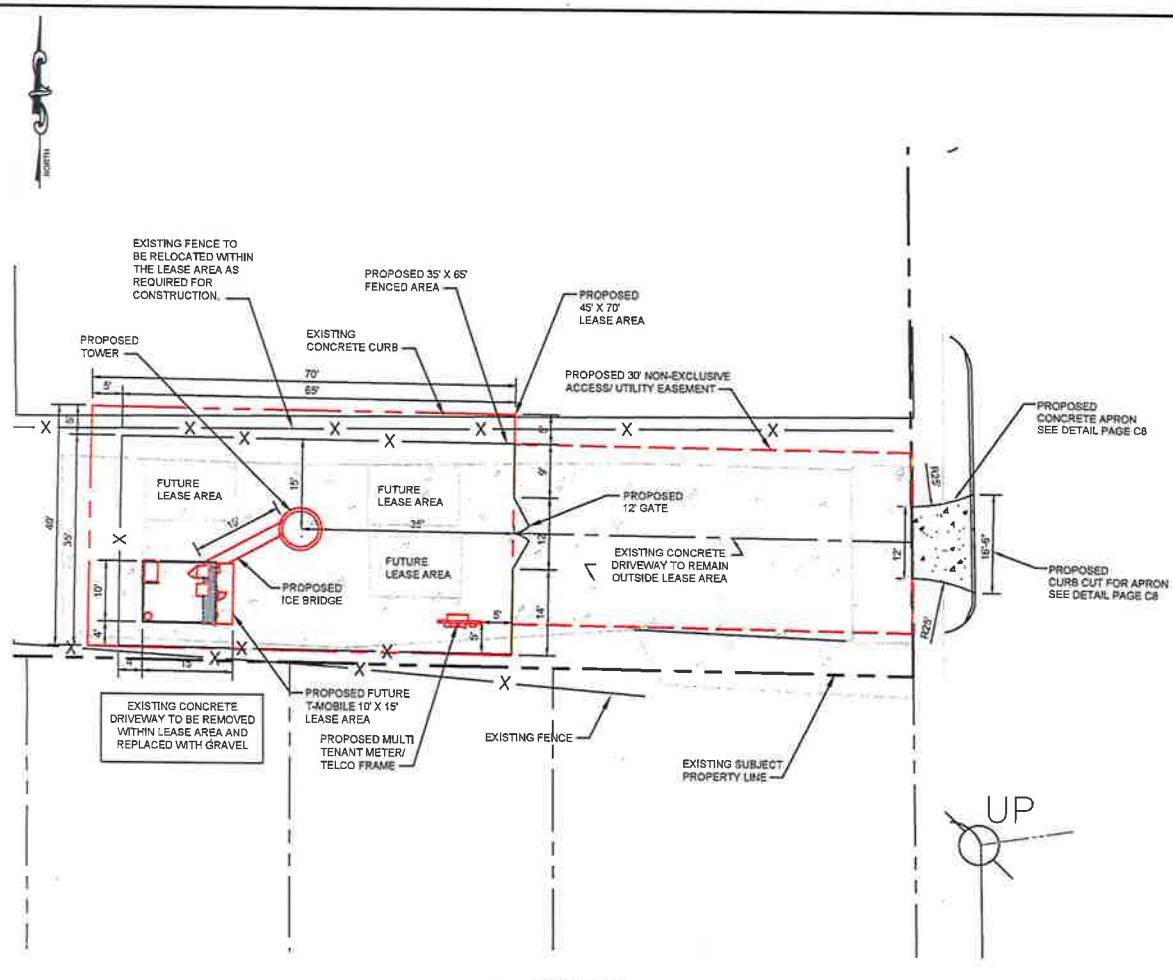 NORTH
EXISTING FENCE TO
BE RELOCATED WITHIN
THE LEASE AREA AS
REQUIRED FOR
CONSTRUCTION.
PROPOSED 35' X 65'
FENCED AREA
PROPOSED
45' X 70'
LEASE AREA
PROPOSED
TOWER
EXISTING
CONCRETE CURB
PROPOSED 30' NON-EXCLUSIVE
ACCESS/ UTILITY EASEMENT
PROPOSED
CONCRETE APRON
SEE DETAIL PAGE C8
70'
5'
65'
X
X
X
X
X
X
X
5'
40'
35'
5'
9'
12'
14'
15'
35'
FUTURE
LEASE AREA
FUTURE
LEASE AREA
FUTURE
LEASE AREA
PROPOSED
12' GATE
EXISTING CONCRETE
DRIVEWAY TO REMAIN
OUTSIDE LEASE AREA
R25'
12'
16'-6"
R25'
PROPOSED
CURB CUT FOR APRON
SEE DETAIL PAGE C8
X
PROPOSED
ICE BRIDGE
10'
4'
5'
5'
4'
15'
X
X
X
X
X
X
EXISTING CONCRETE
DRIVEWAY TO BE REMOVED
WITHIN LEASE AREA AND
REPLACED WITH GRAVEL
PROPOSED FUTURE
T-MOBILE 10' X 15'
LEASE AREA
PROPOSED MULTI
TENANT METER/
TELCO FRAME
EXISTING FENCE
EXISTING SUBJECT
PROPERTY LINE
UP